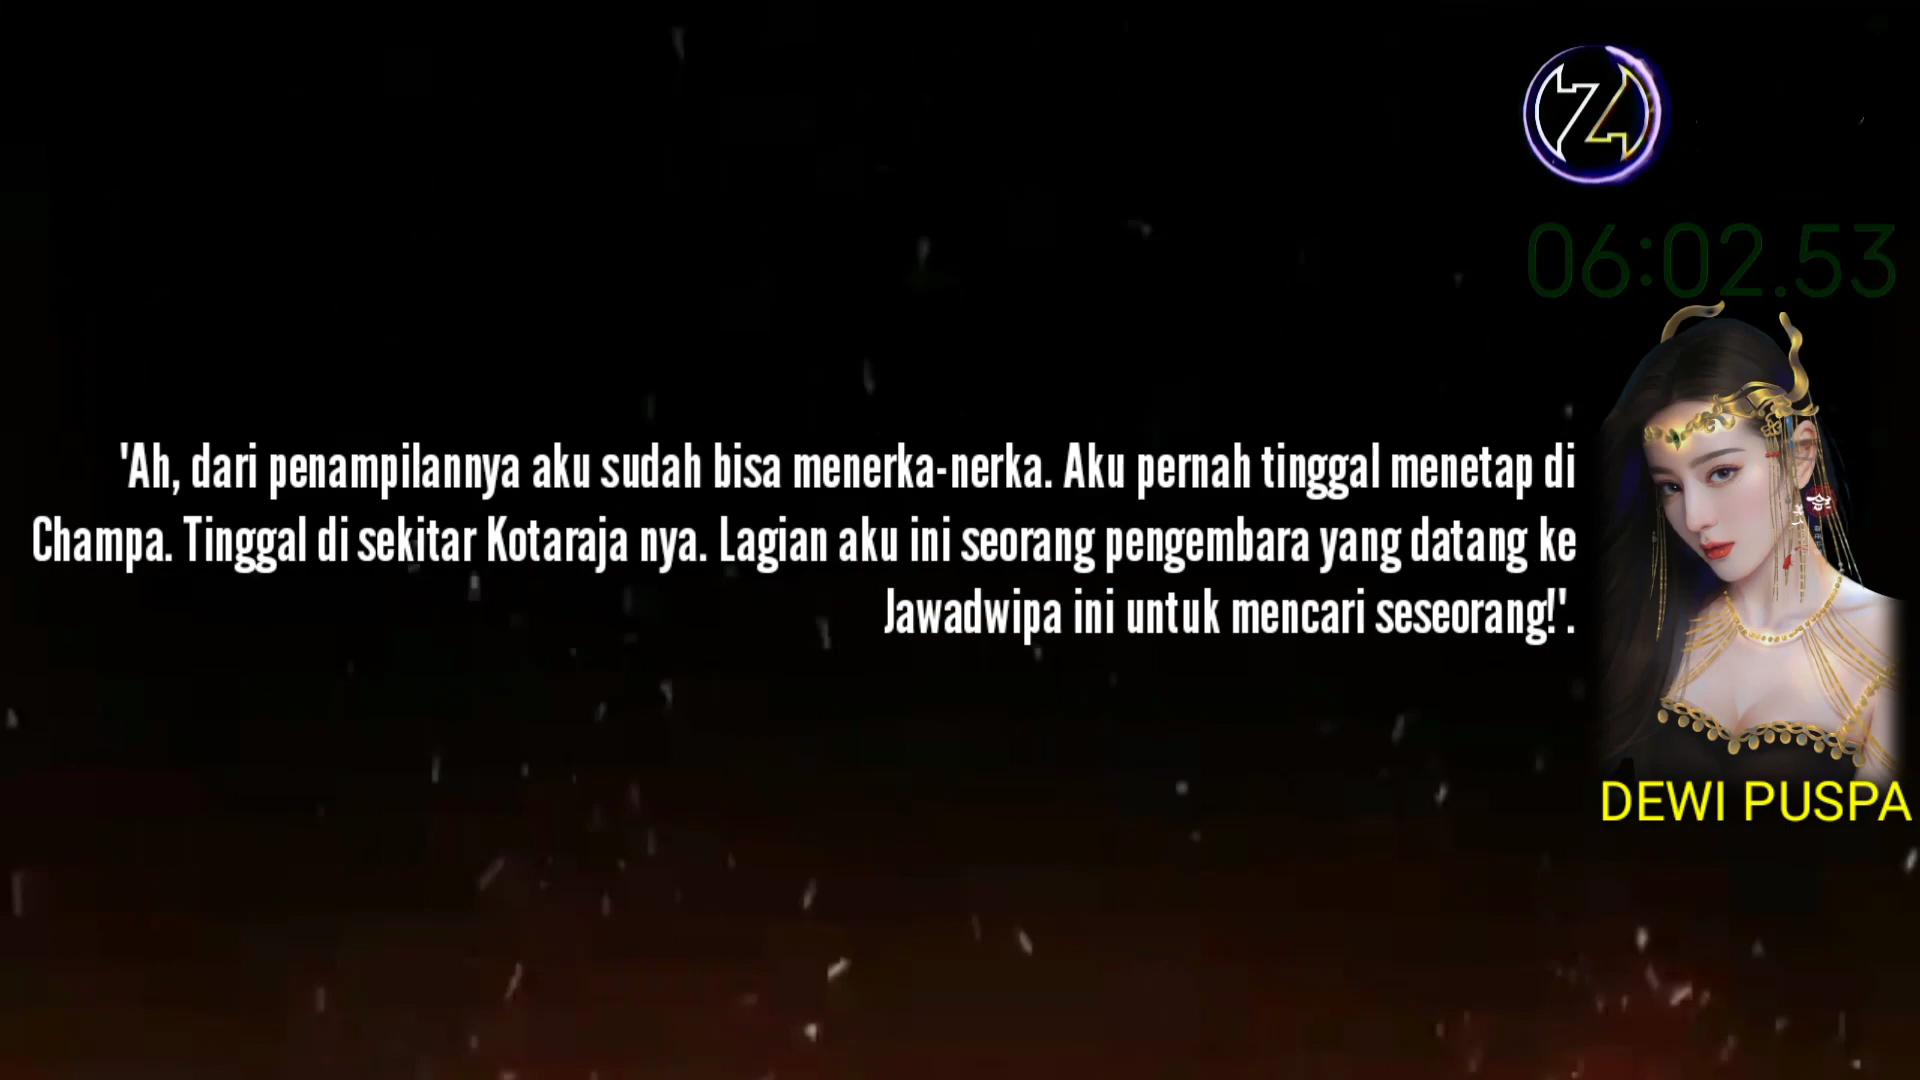 06:02.53
'Ah, dari penampilannya aku sudah bisa menerka-nerka. Aku pernah tinggal menetap di
Champa. Tinggal di sekitar Kotaraja nya. Lagian aku ini seorang pengembara yang datang ke
Jawadwipa ini untuk mencari seseorang!'.
DEWI PUSPA